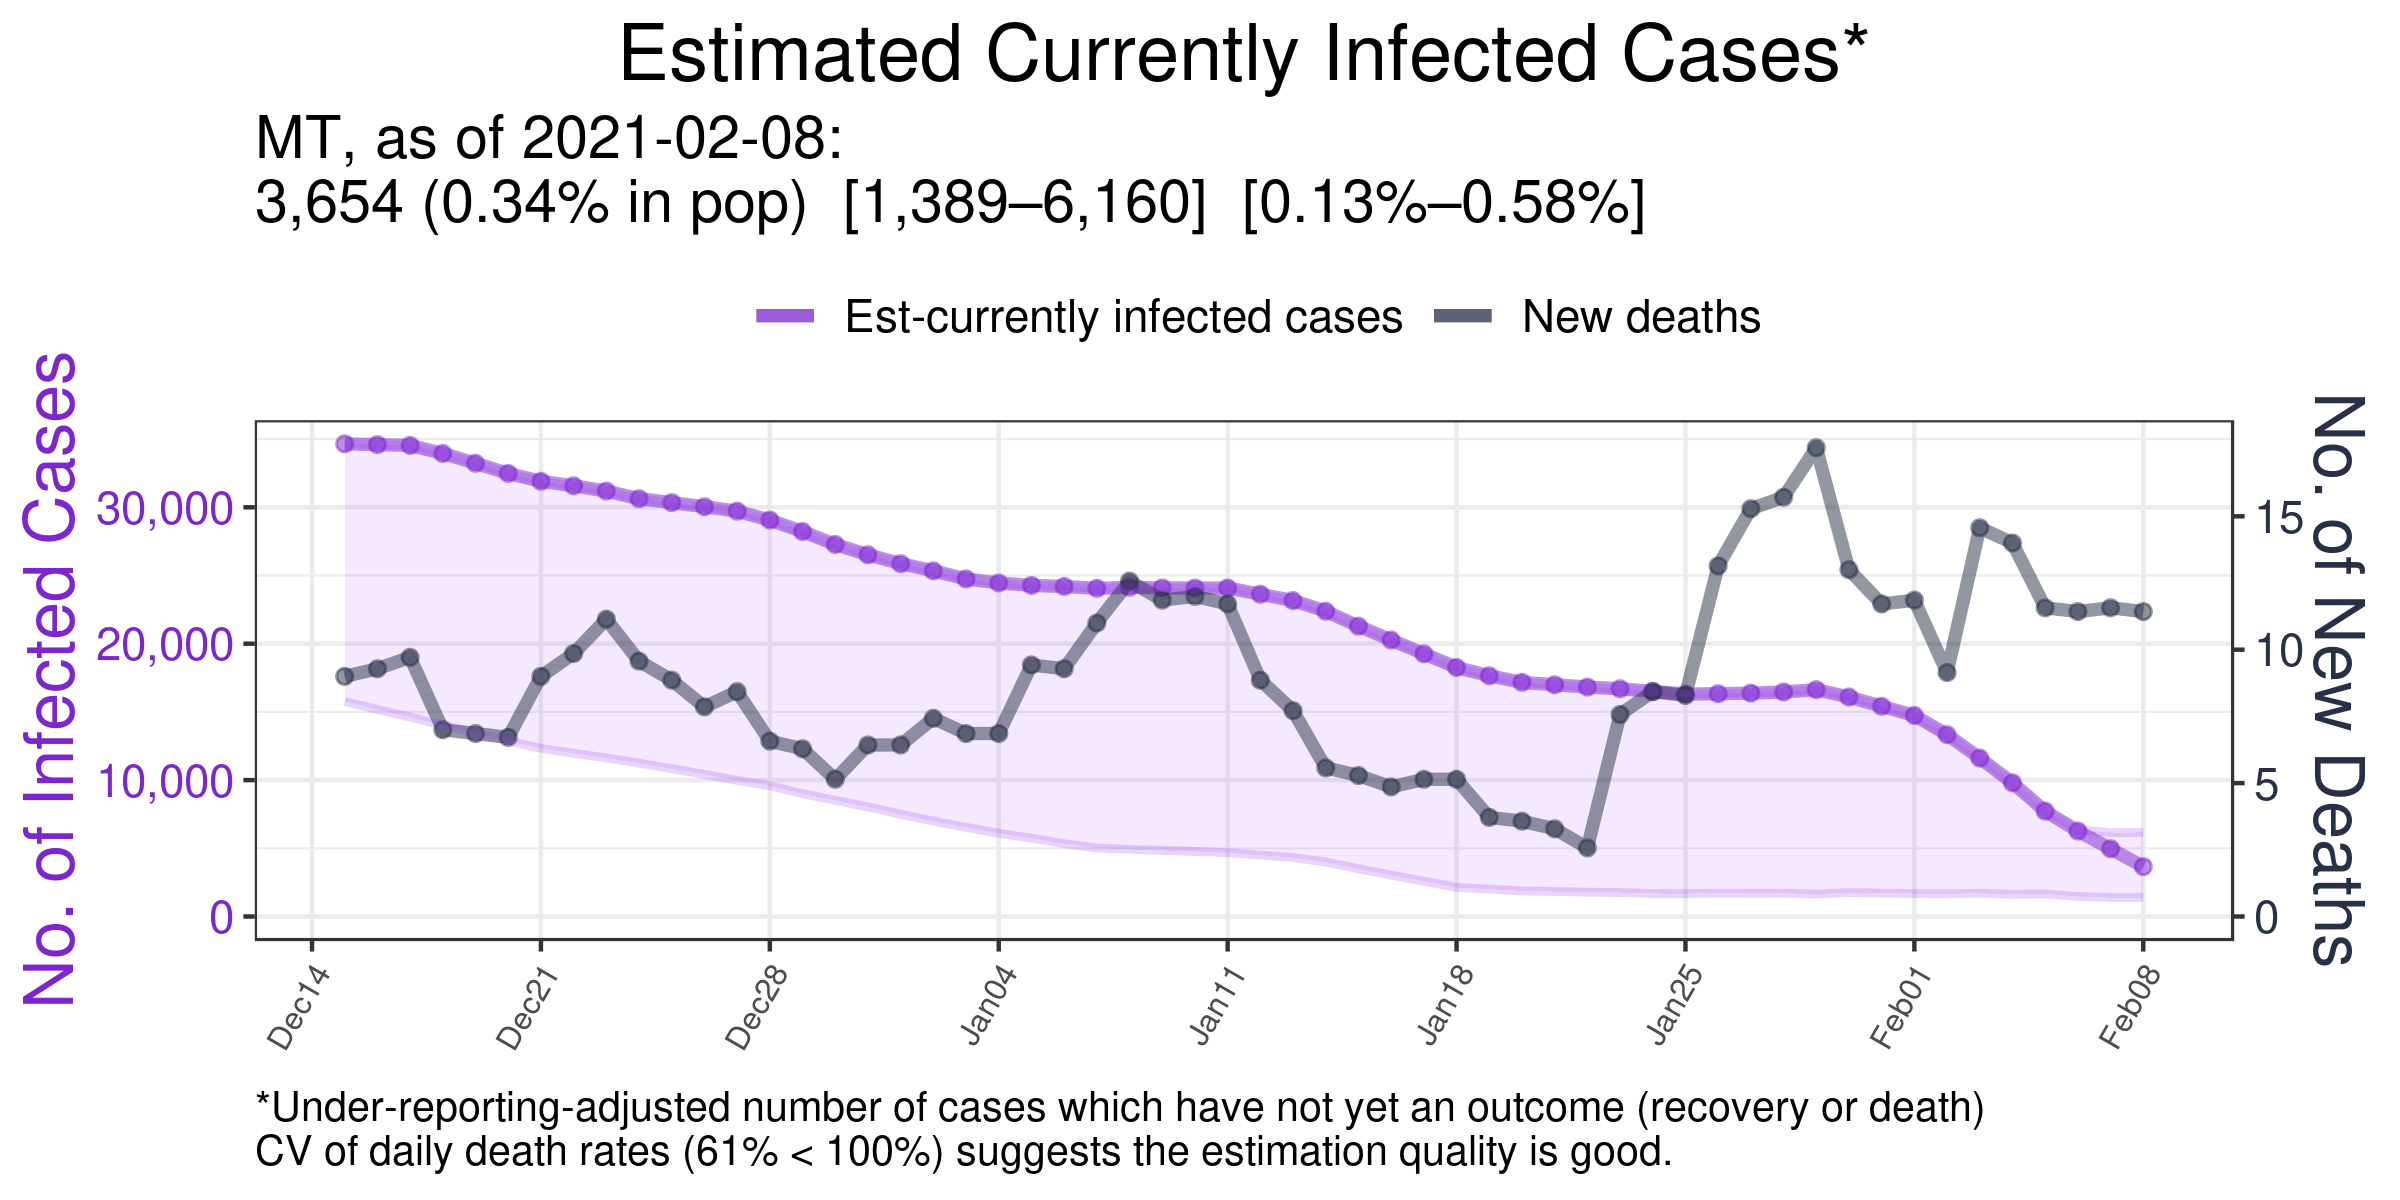 Estimated Currently Infected Cases*
MT, as of 2021-02-08:
3,654 (0.34% in pop)  [1,389–6,160]  [0.13%–0.58%]
Est-currently infected cases
New deaths
No. of Infected Cases
30,000
20,000
10,000
0
15
10
5
0
No. of New Deaths
Dec14
Dec21
Dec28
Jan04
Jan11
Jan18
Jan25
Feb01
Feb08
*Under-reporting-adjusted number of cases which have not yet an outcome (recovery or death)
CV of daily death rates (61% < 100%) suggests the estimation quality is good.